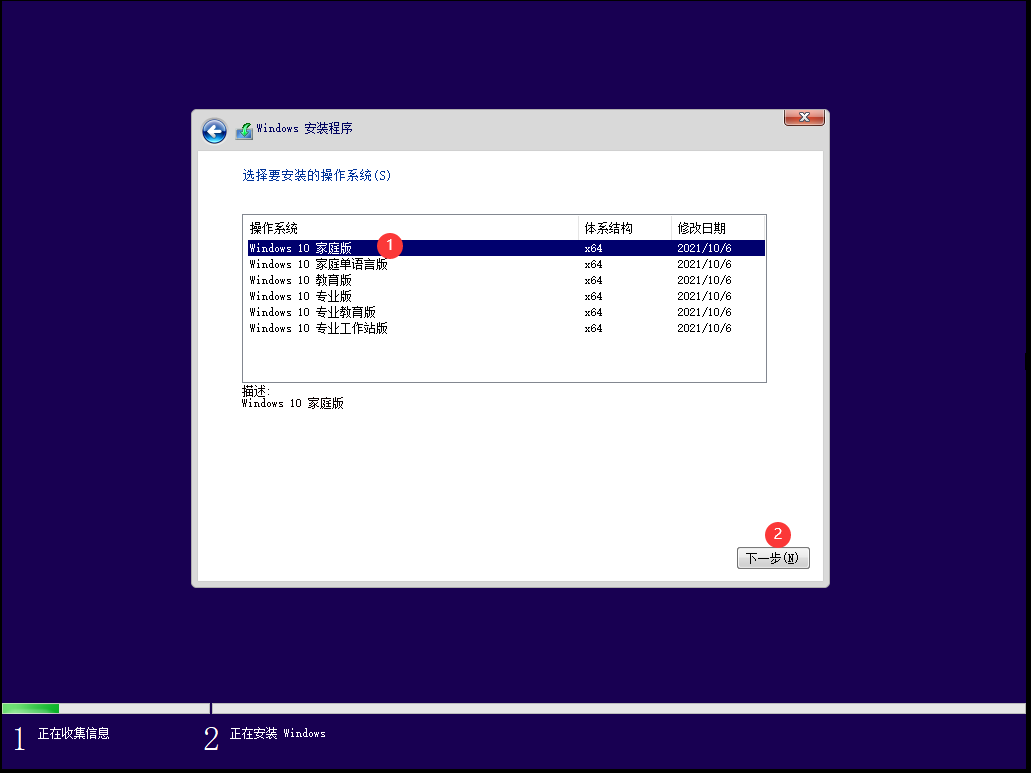 Windows 安装程序
选择要安装的操作系统(S)
操作系统 体系结构 修改日期
Windows 10 家庭版 1 x64 2021/10/6
Windows 10 家庭单语言版 x64 2021/10/6
Windows 10 教育版 x64 2021/10/6
Windows 10 专业版 x64 2021/10/6
Windows 10 专业教育版 x64 2021/10/6
Windows 10 专业工作站版 x64 2021/10/6
描述:
Windows 10 家庭版
2
下一步(N)
1 正在收集信息 2 正在安装 Windows